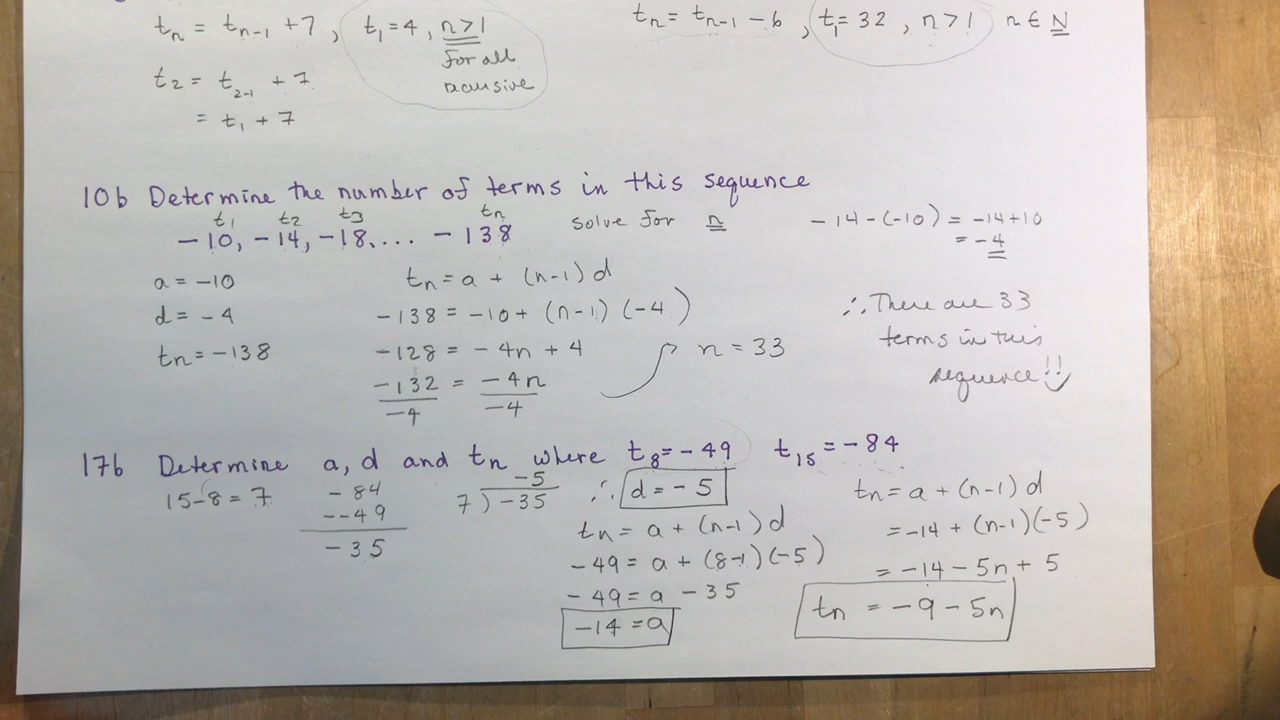 tn = tn-1 + 7 , t1 = 4 , n > 1
for all
recursive
t2 = t2-1 + 7
= t1 + 7
tn = tn-1 - 6 , t1 = 32 , n > 1 n ∈ N
10b Determine the number of terms in this sequence
t1 t2 t3 tn
-10, -14, -18, ... -138 solve for n
-14 - (-10) = -14 + 10
= -4
a = -10
d = -4
tn = -138
tn = a + (n-1) d
-138 = -10 + (n-1) (-4)
-128 = -4n + 4
-132 = -4n
-4 -4
n = 33
∴ There are 33
terms in this
sequence!!
17b Determine a, d and tn where t8 = -49 t15 = -84
15-8 = 7
-84
--49
-35
-5
7) -35
∴ d = -5
tn = a + (n-1) d
-49 = a + (8-1)(-5)
-49 = a - 35
-14 = a
tn = a + (n-1) d
= -14 + (n-1)(-5)
= -14 - 5n + 5
tn = -9 - 5n